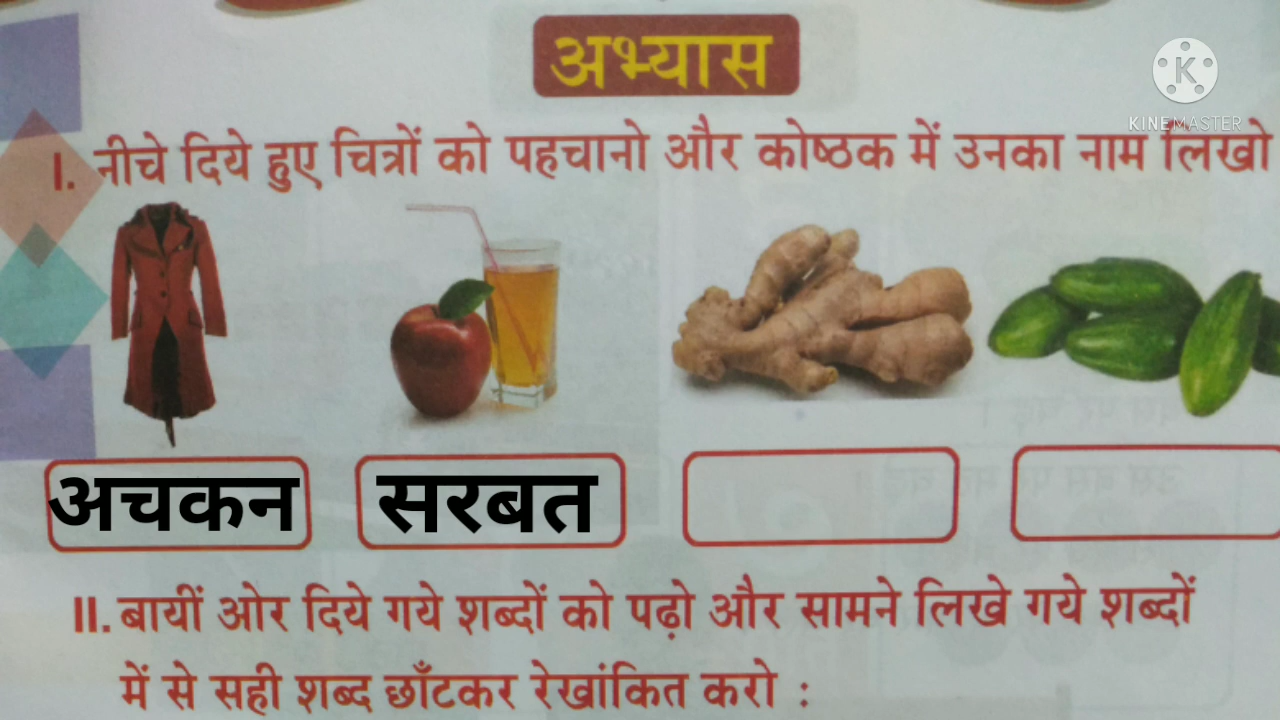 अभ्यास
KINEMASTER
I. नीचे दिये हुए चित्रों को पहचानो और कोष्ठक में उनका नाम लिखो
अचकन सरबत
II. बायीं ओर दिये गये शब्दों को पढ़ो और सामने लिखे गये शब्दों
में से सही शब्द छाँटकर रेखांकित करो :